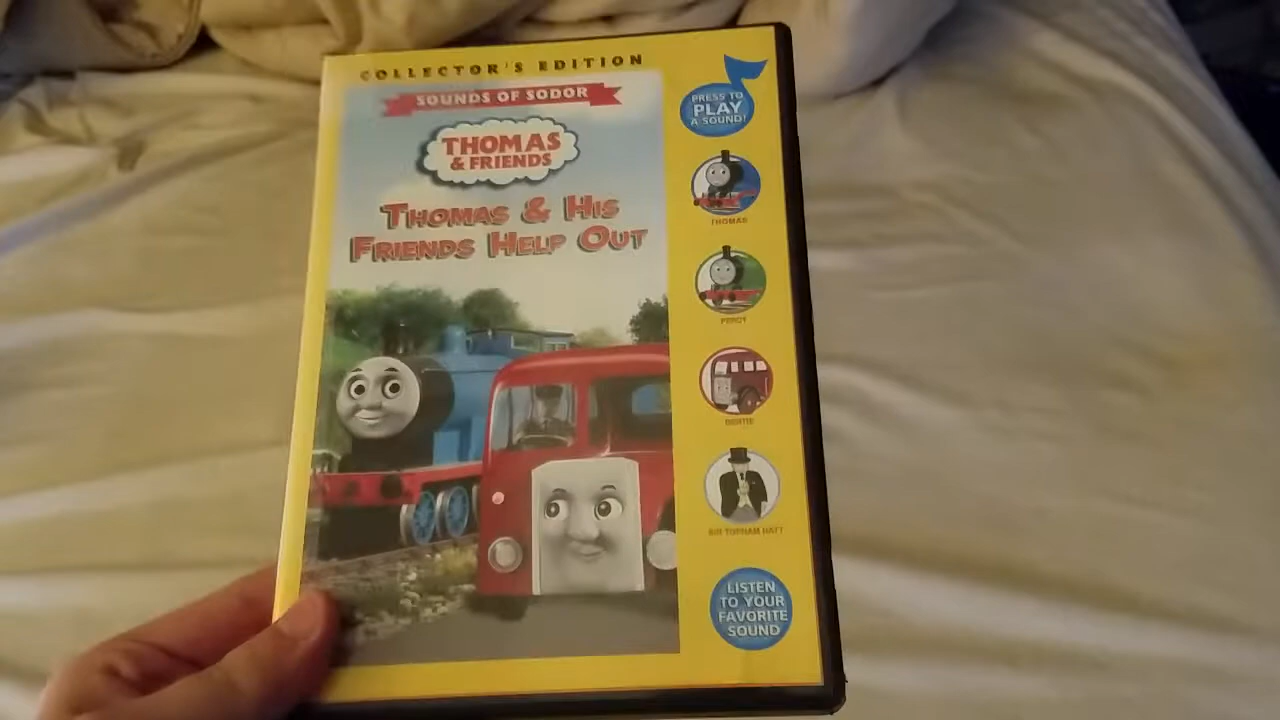 COLLECTOR'S EDITION
SOUNDS OF SODOR
THOMAS
& FRIENDS
THOMAS & HIS
FRIENDS HELP OUT
PRESS TO
PLAY
A SOUND!
THOMAS
PERCY
BERTIE
SIR TOPHAM HATT
LISTEN
TO YOUR
FAVORITE
SOUND